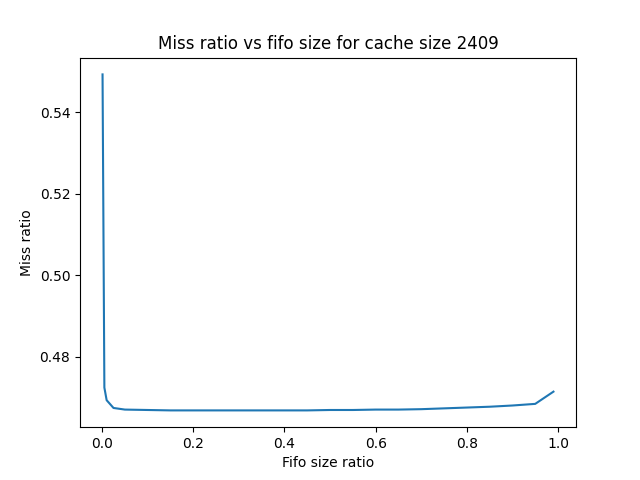 Miss ratio vs fifo size for cache size 2409
0.54
0.52
0.50
0.48
Miss ratio
0.0 0.2 0.4 0.6 0.8 1.0
Fifo size ratio